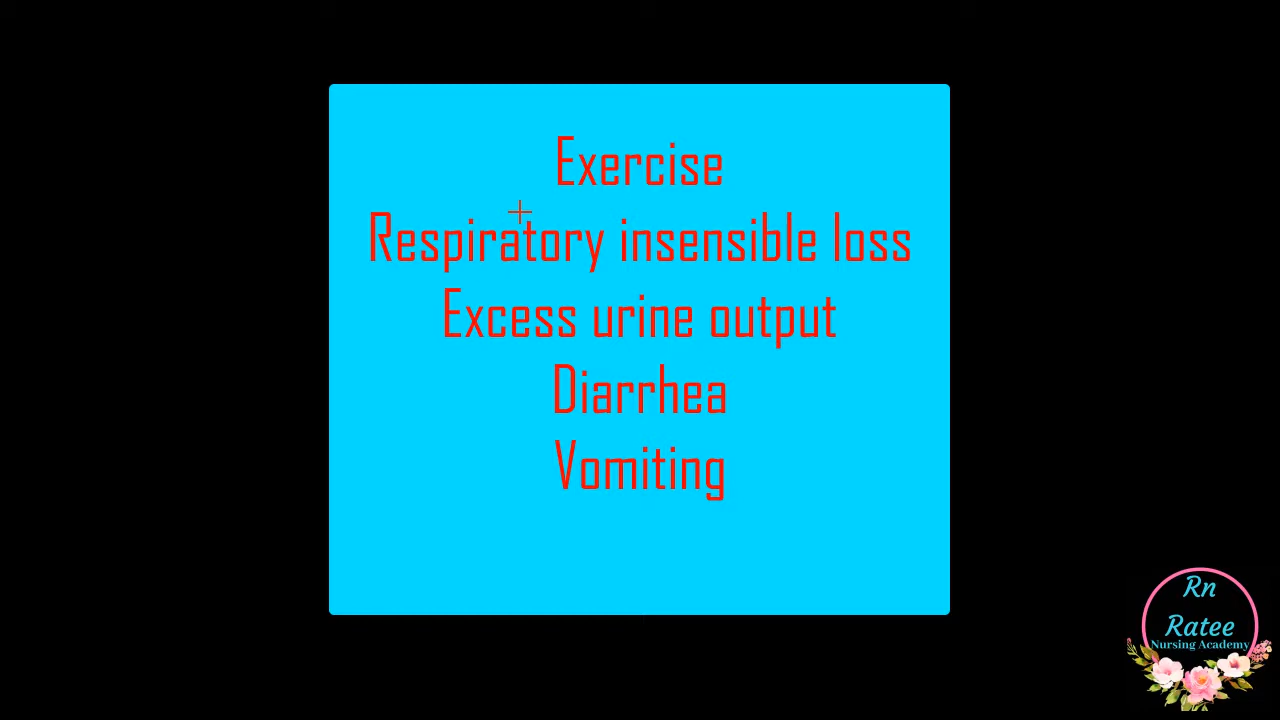 Exercise
Respiratory insensible loss
Excess urine output
Diarrhea
Vomiting
Rn
Ratee
Nursing Academy